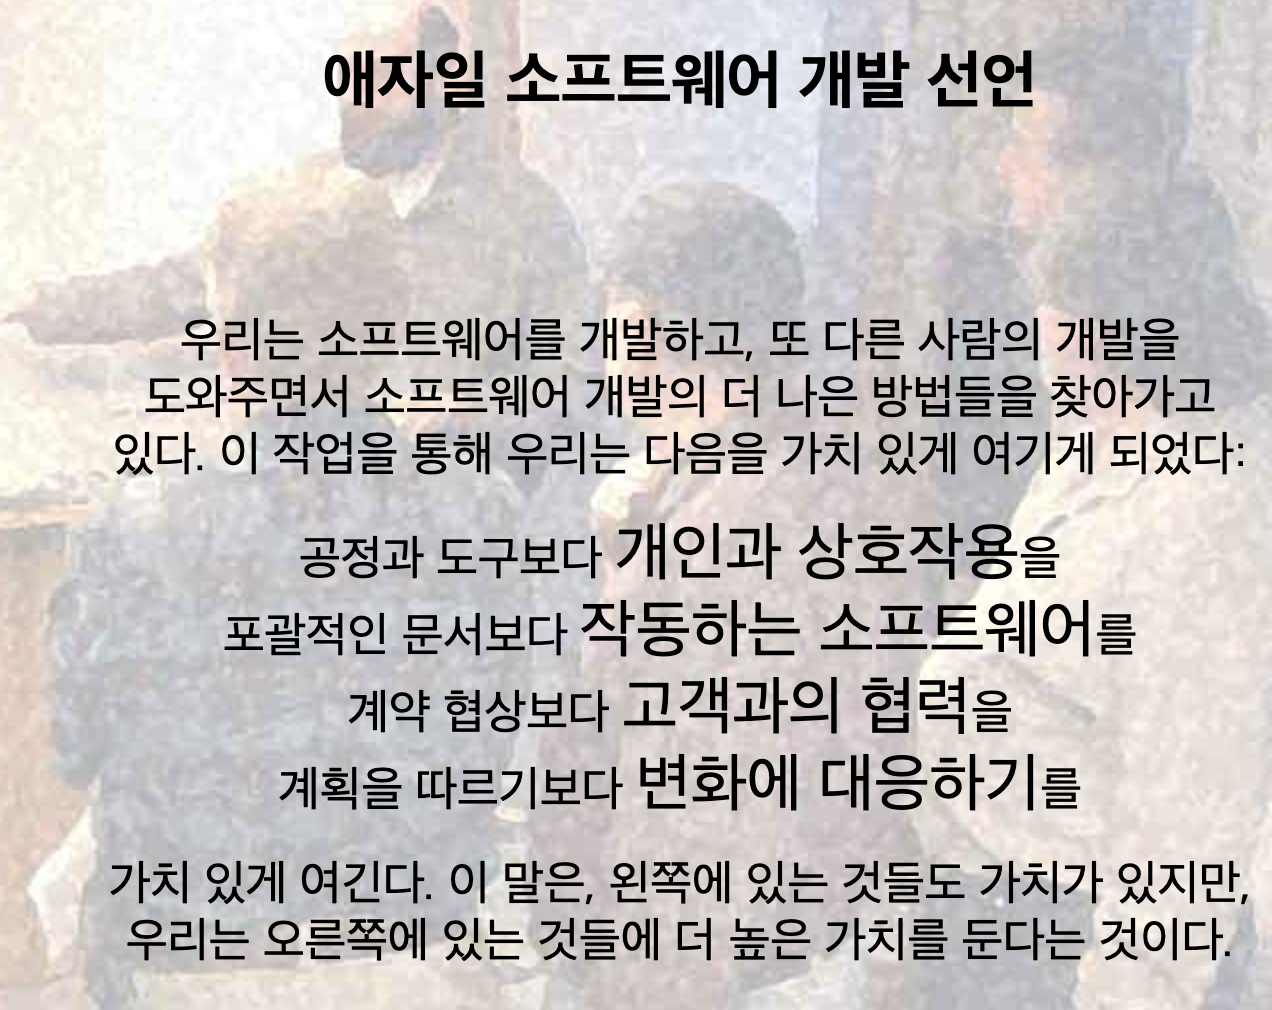 애자일 소프트웨어 개발 선언
우리는 소프트웨어를 개발하고, 또 다른 사람의 개발을
도와주면서 소프트웨어 개발의 더 나은 방법들을 찾아가고
있다. 이 작업을 통해 우리는 다음을 가치 있게 여기게 되었다:
공정과 도구보다 개인과 상호작용을
포괄적인 문서보다 작동하는 소프트웨어를
계약 협상보다 고객과의 협력을
계획을 따르기보다 변화에 대응하기를
가치 있게 여긴다. 이 말은, 왼쪽에 있는 것들도 가치가 있지만,
우리는 오른쪽에 있는 것들에 더 높은 가치를 둔다는 것이다.